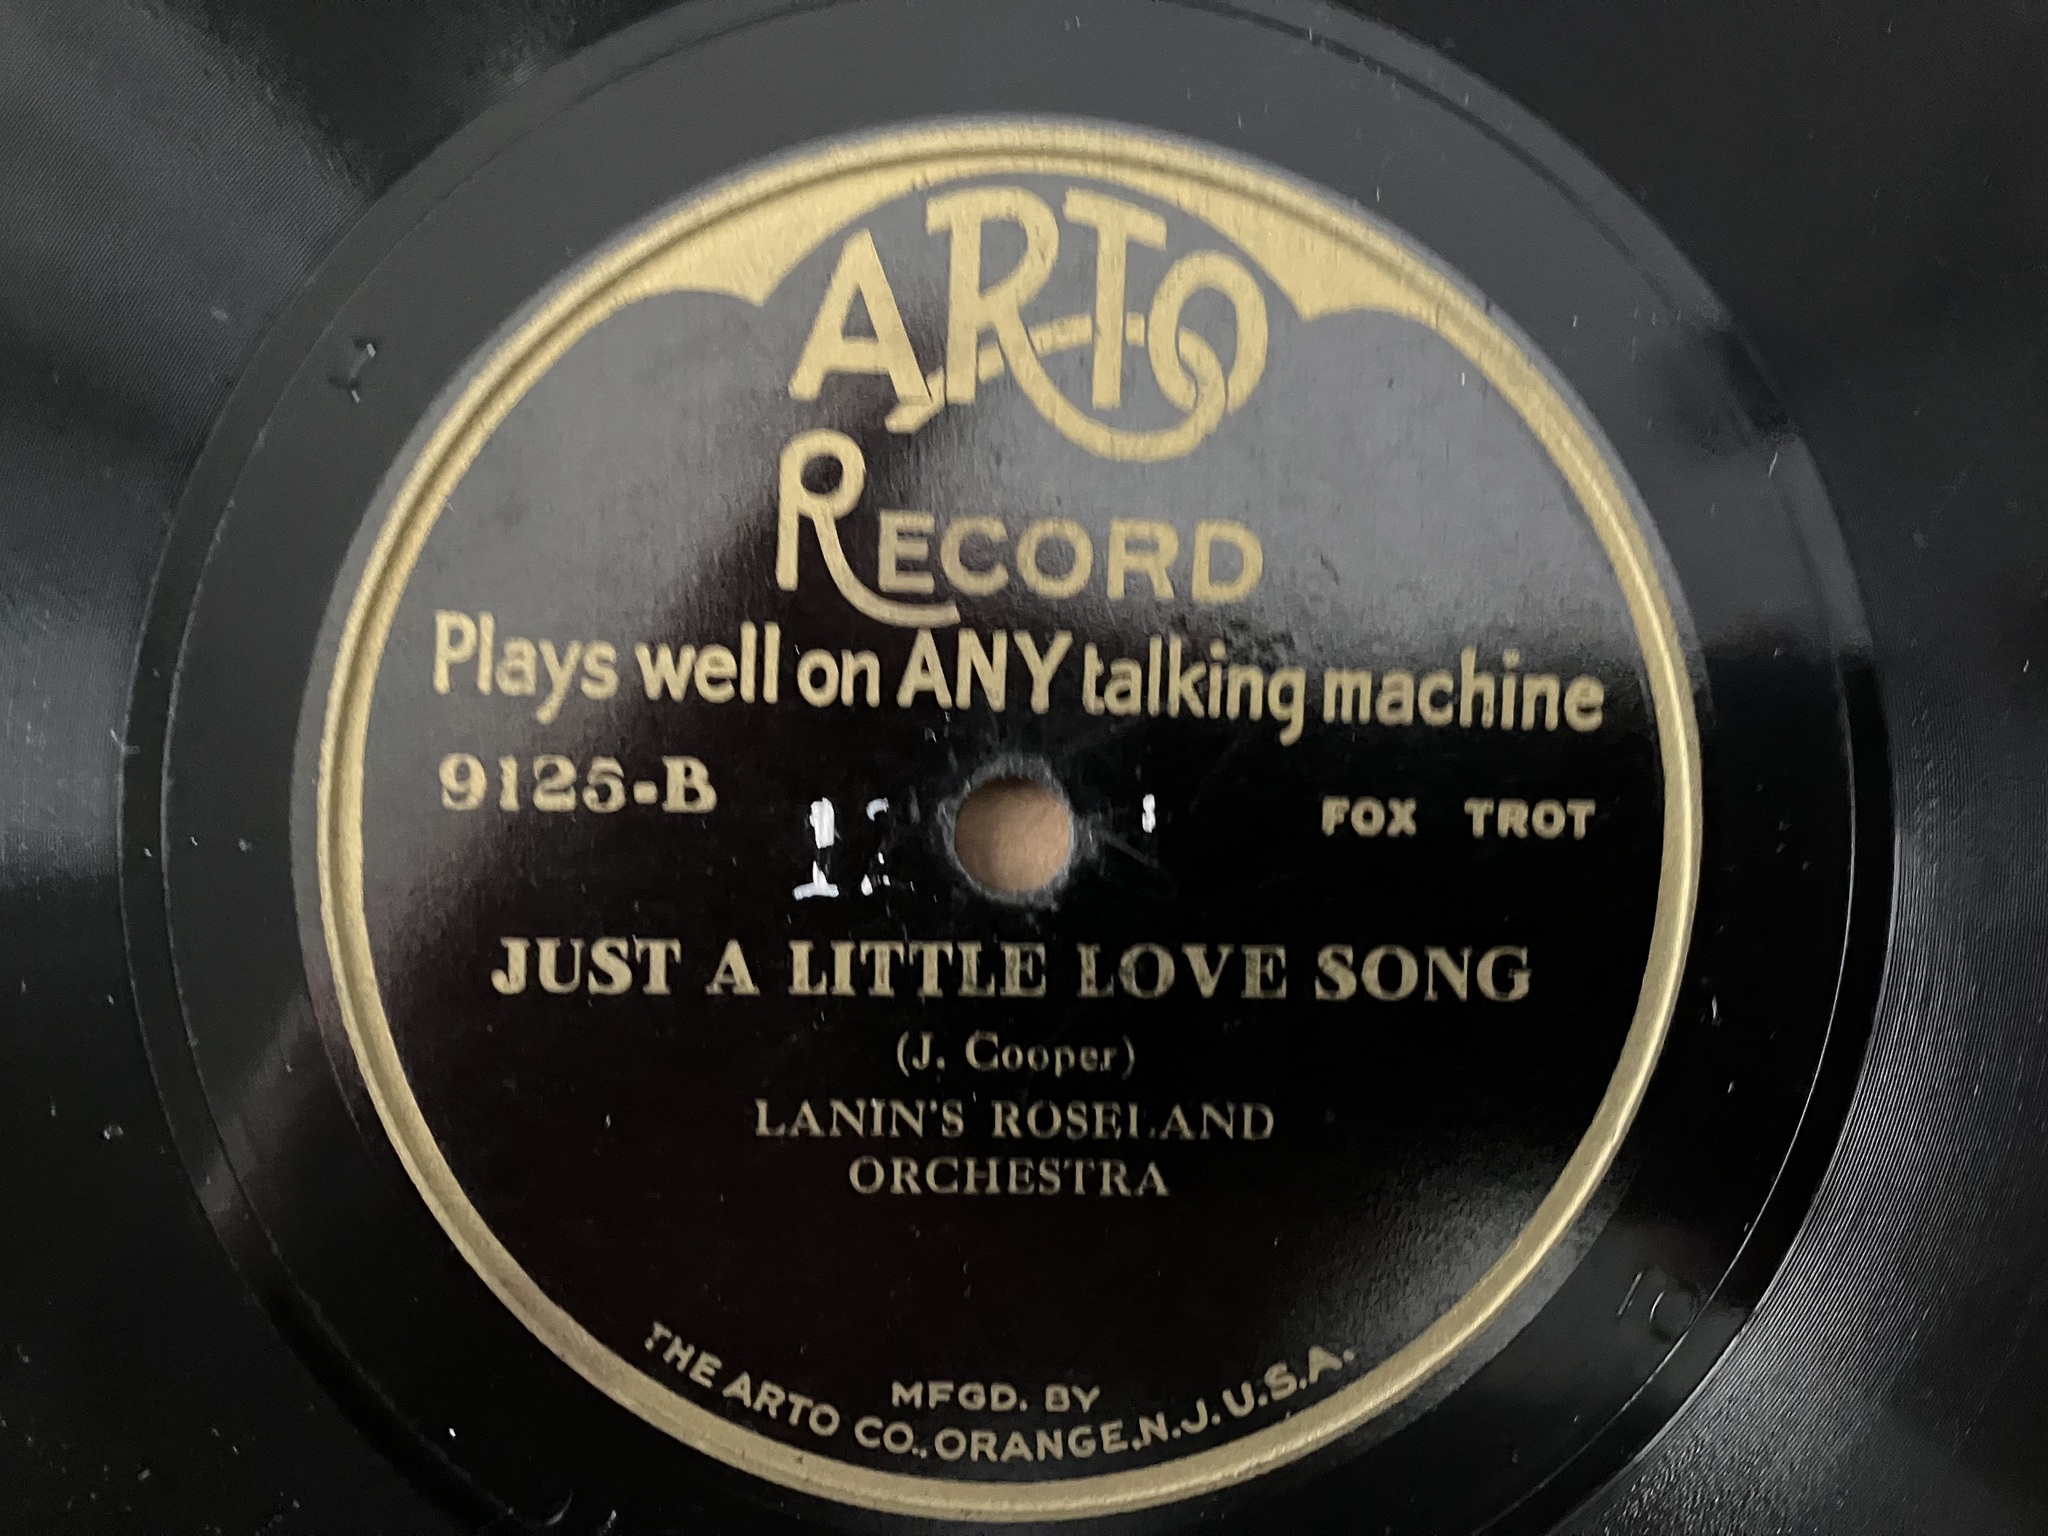 ARTO
RECORD
Plays well on ANY talking machine
9125-B
FOX TROT
JUST A LITTLE LOVE SONG
(J. Cooper)
LANIN'S ROSELAND
ORCHESTRA
MFGD. BY
THE ARTO CO., ORANGE, N.J. U.S.A.